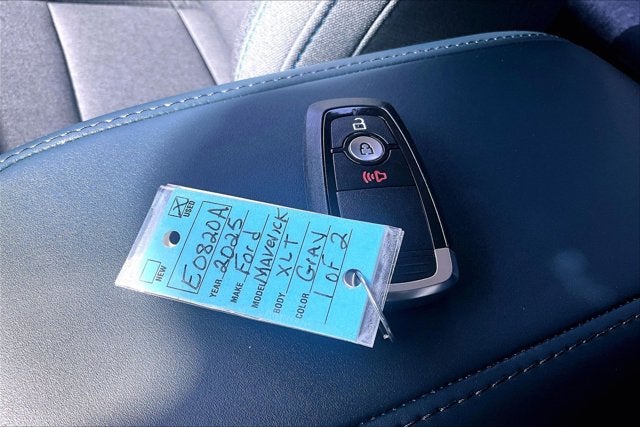 NEW X USED
E0820A
YEAR 2025
MAKE Ford
MODEL Maverick
BODY XLT
COLOR GrAy
1 OF 2